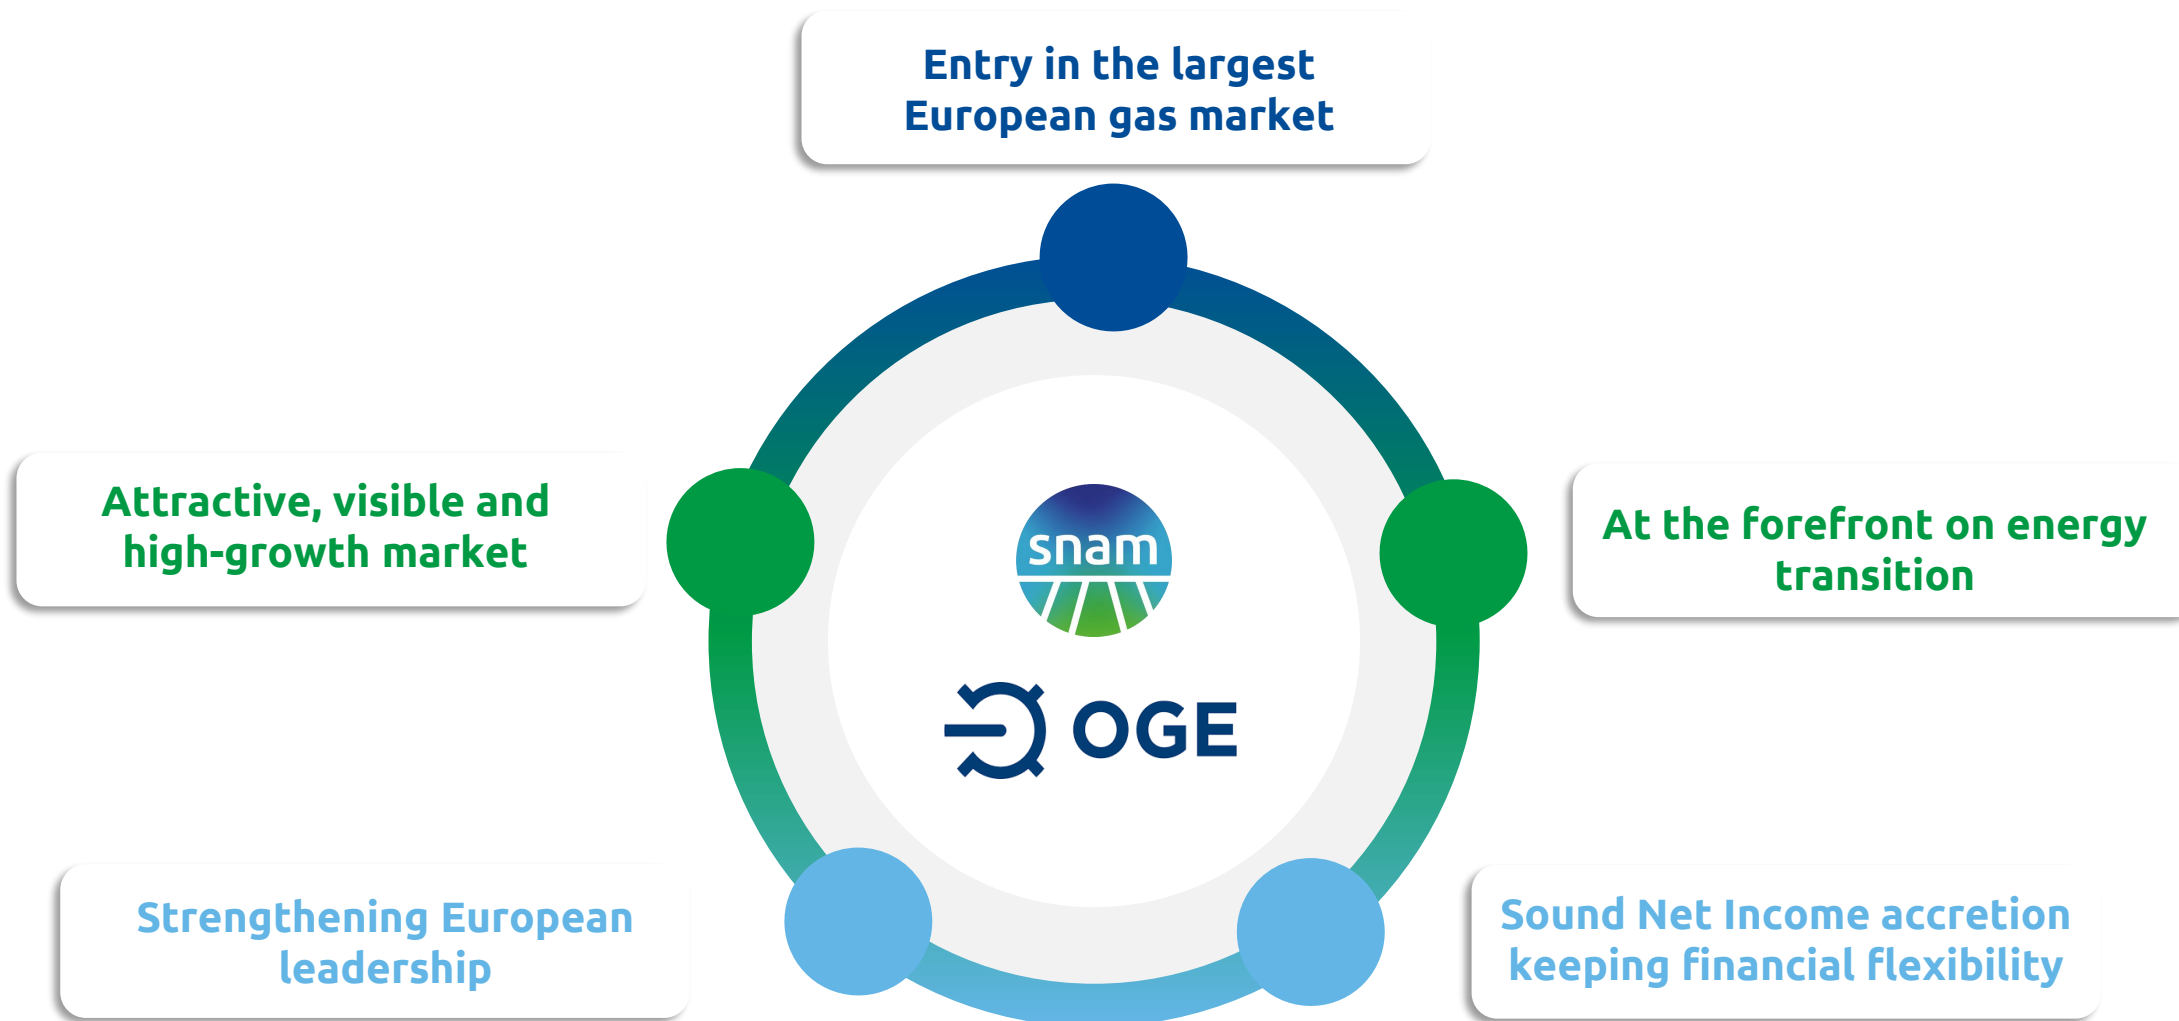 Entry in the largest
European gas market
Attractive, visible and
high-growth market
At the forefront on energy
transition
snam
OGE
Strengthening European
leadership
Sound Net Income accretion
keeping financial flexibility